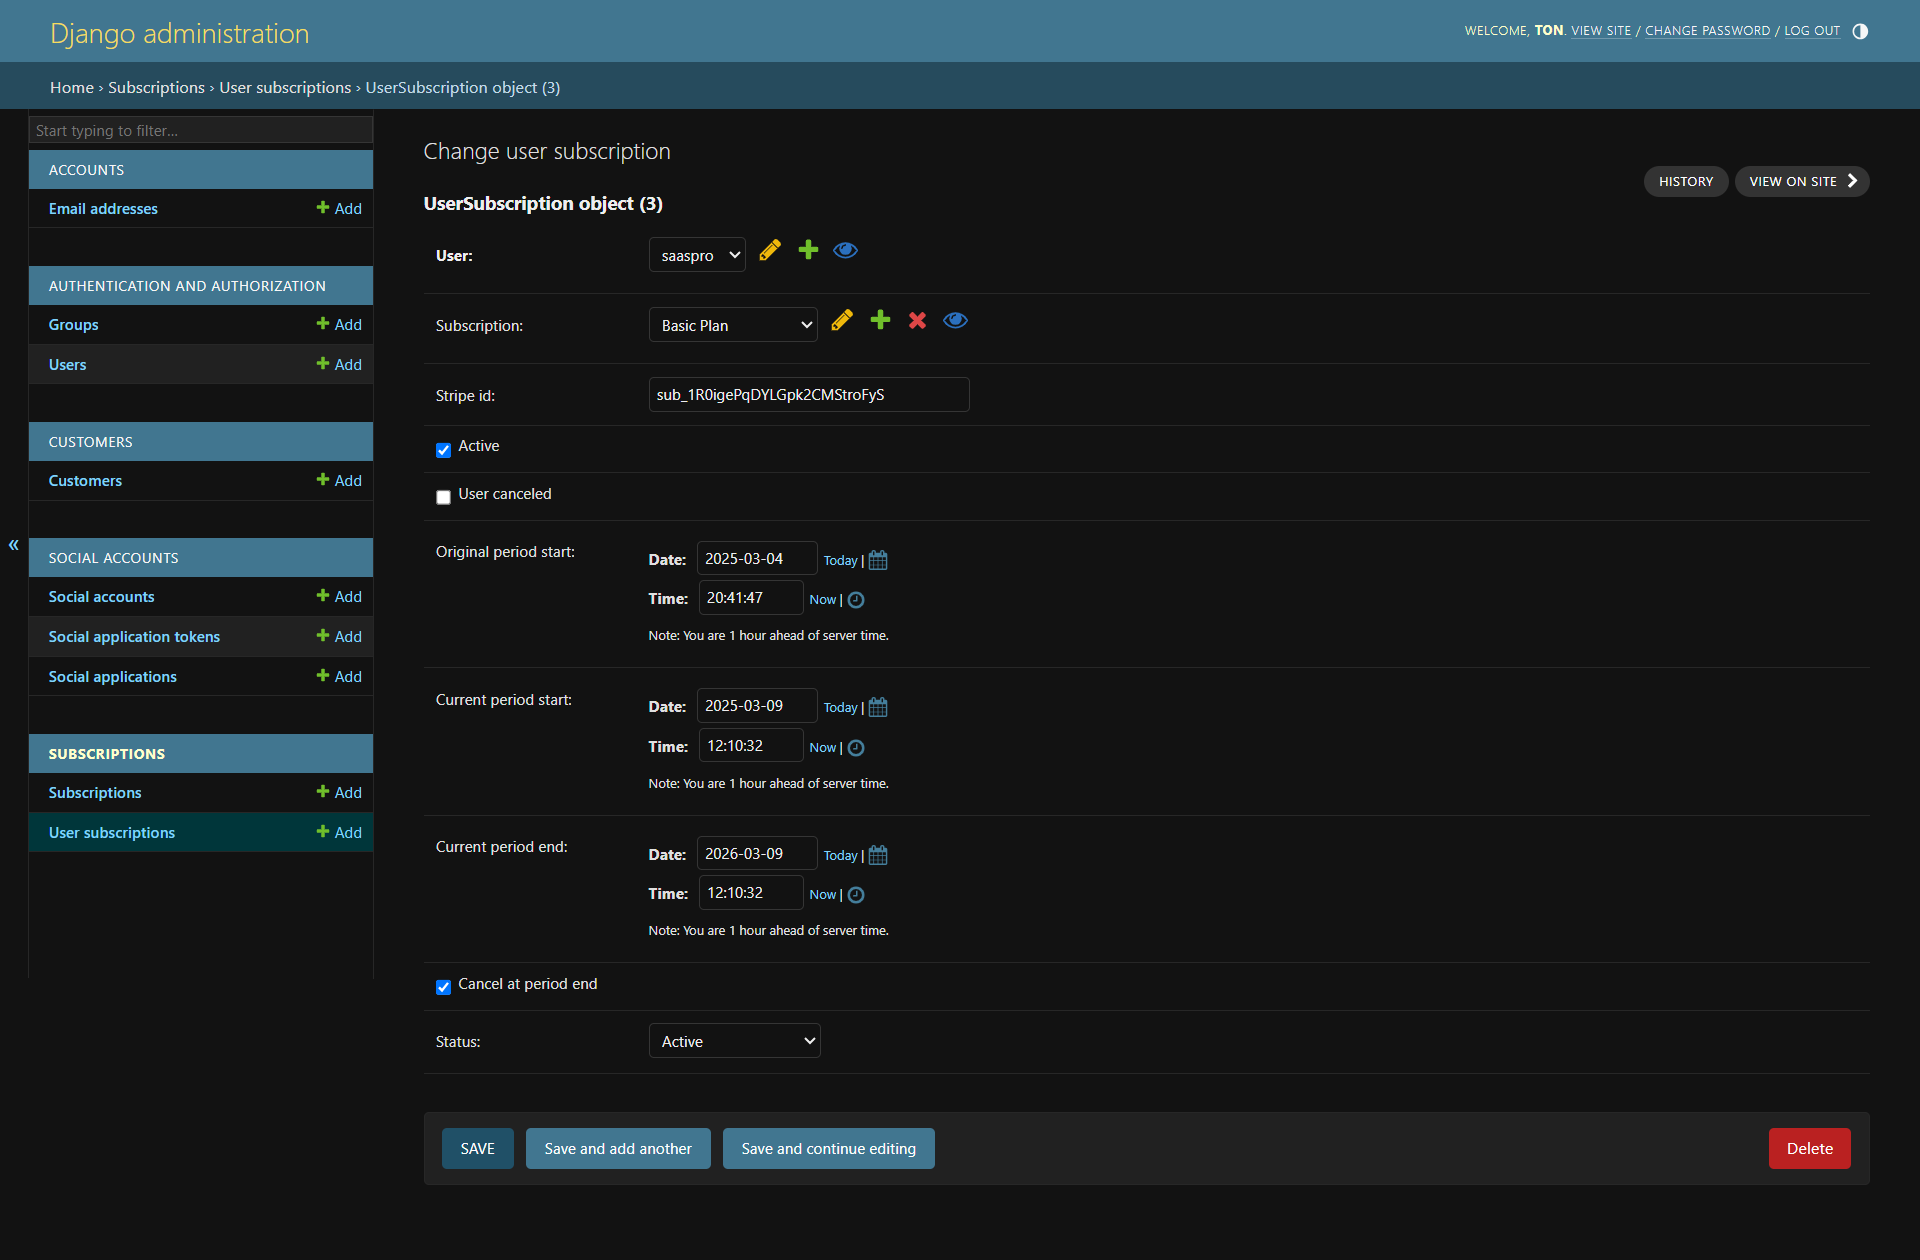 Django administration
WELCOME, TON. VIEW SITE / CHANGE PASSWORD / LOG OUT
Home › Subscriptions › User subscriptions › UserSubscription object (3)
Start typing to filter...
ACCOUNTS
Email addresses Add
AUTHENTICATION AND AUTHORIZATION
Groups Add
Users Add
CUSTOMERS
Customers Add
«
SOCIAL ACCOUNTS
Social accounts Add
Social application tokens Add
Social applications Add
SUBSCRIPTIONS
Subscriptions Add
User subscriptions Add
Change user subscription
HISTORY
VIEW ON SITE
UserSubscription object (3)
User: saaspro
Subscription: Basic Plan
Stripe id: sub_1R0igePqDYLGpk2CMStroFyS
Active
User canceled
Original period start:
Date: 2025-03-04 Today |
Time: 20:41:47 Now |
Note: You are 1 hour ahead of server time.
Current period start:
Date: 2025-03-09 Today |
Time: 12:10:32 Now |
Note: You are 1 hour ahead of server time.
Current period end:
Date: 2026-03-09 Today |
Time: 12:10:32 Now |
Note: You are 1 hour ahead of server time.
Cancel at period end
Status: Active
SAVE
Save and add another
Save and continue editing
Delete